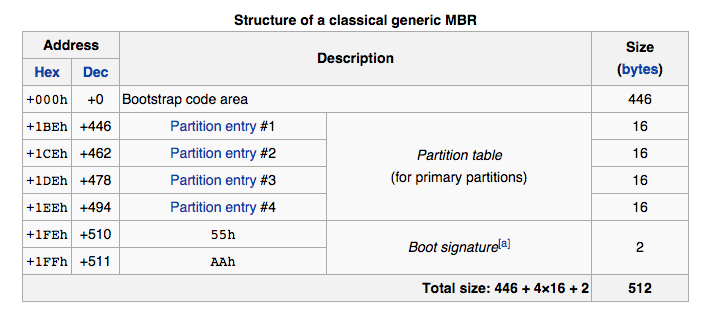 Structure of a classical generic MBR
Address Description Size (bytes)
Hex Dec
+000h +0 Bootstrap code area 446
+1BEh +446 Partition entry #1 Partition table (for primary partitions) 16
+1CEh +462 Partition entry #2 16
+1DEh +478 Partition entry #3 16
+1EEh +494 Partition entry #4 16
+1FEh +510 55h Boot signature[a] 2
+1FFh +511 AAh
Total size: 446 + 4×16 + 2 512